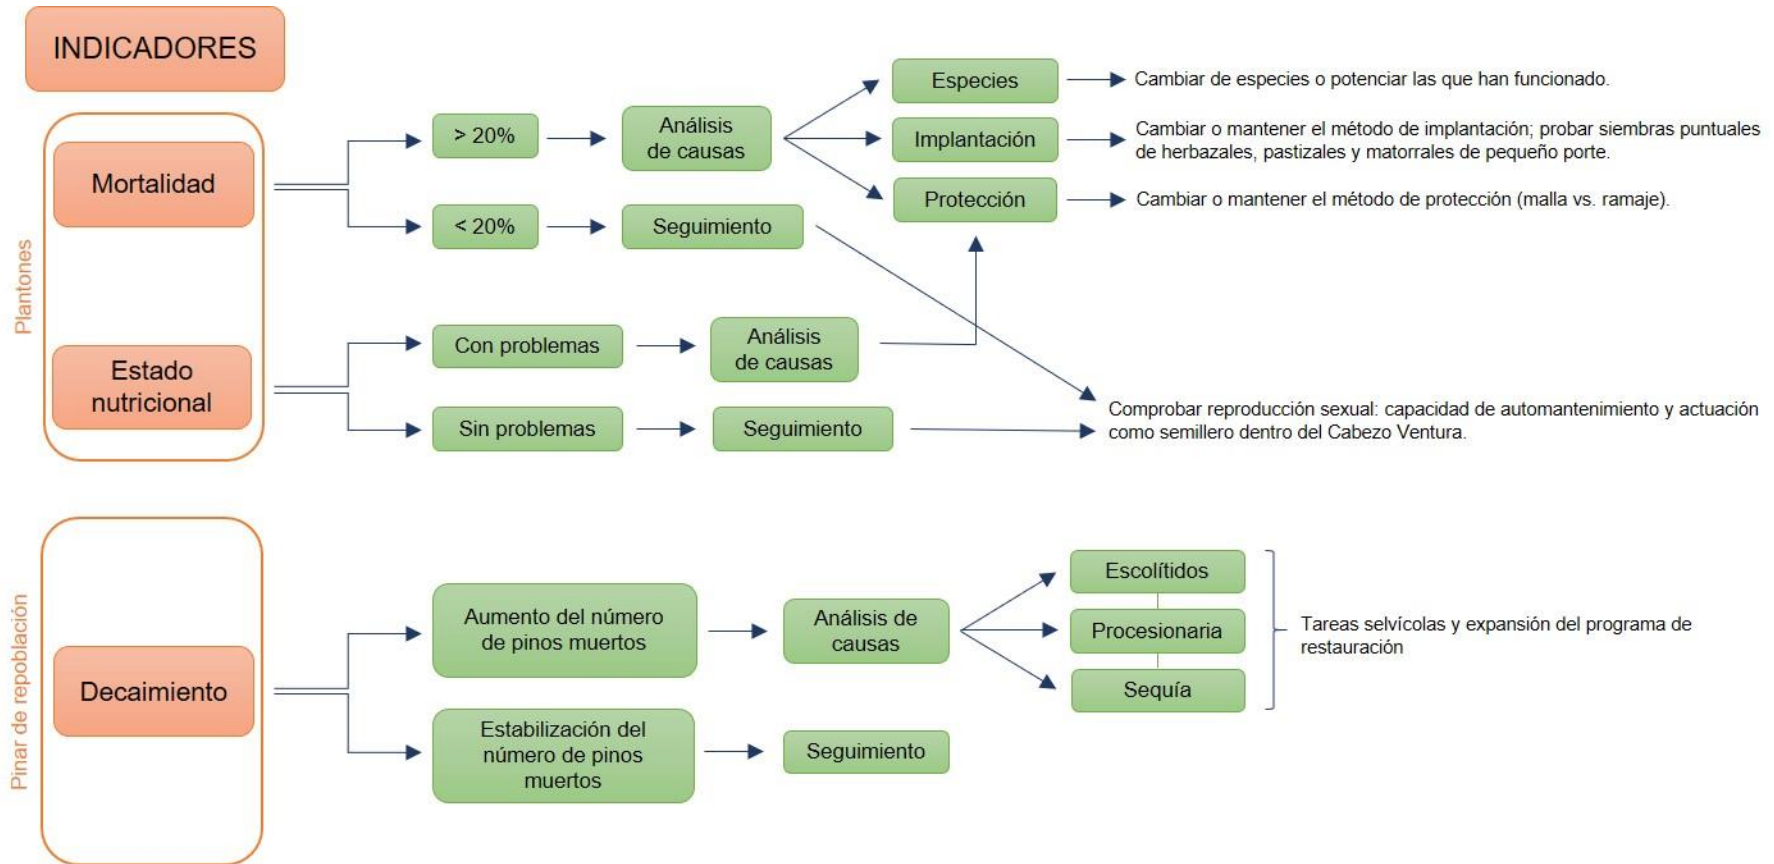 INDICADORES
Plantones
Mortalidad
> 20%
Análisis
de causas
Especies
Cambiar de especies o potenciar las que han funcionado.
Implantación
Cambiar o mantener el método de implantación; probar siembras puntuales
de herbazales, pastizales y matorrales de pequeño porte.
Protección
Cambiar o mantener el método de protección (malla vs. ramaje).
< 20%
Seguimiento
Estado
nutricional
Con problemas
Análisis
de causas
Sin problemas
Seguimiento
Comprobar reproducción sexual: capacidad de automantenimiento y actuación
como semillero dentro del Cabezo Ventura.
Pinar de repoblación
Decaimiento
Aumento del número
de pinos muertos
Análisis de
causas
Escolítidos
Procesionaria
Sequía
Tareas selvícolas y expansión del programa de
restauración
Estabilización del
número de pinos
muertos
Seguimiento